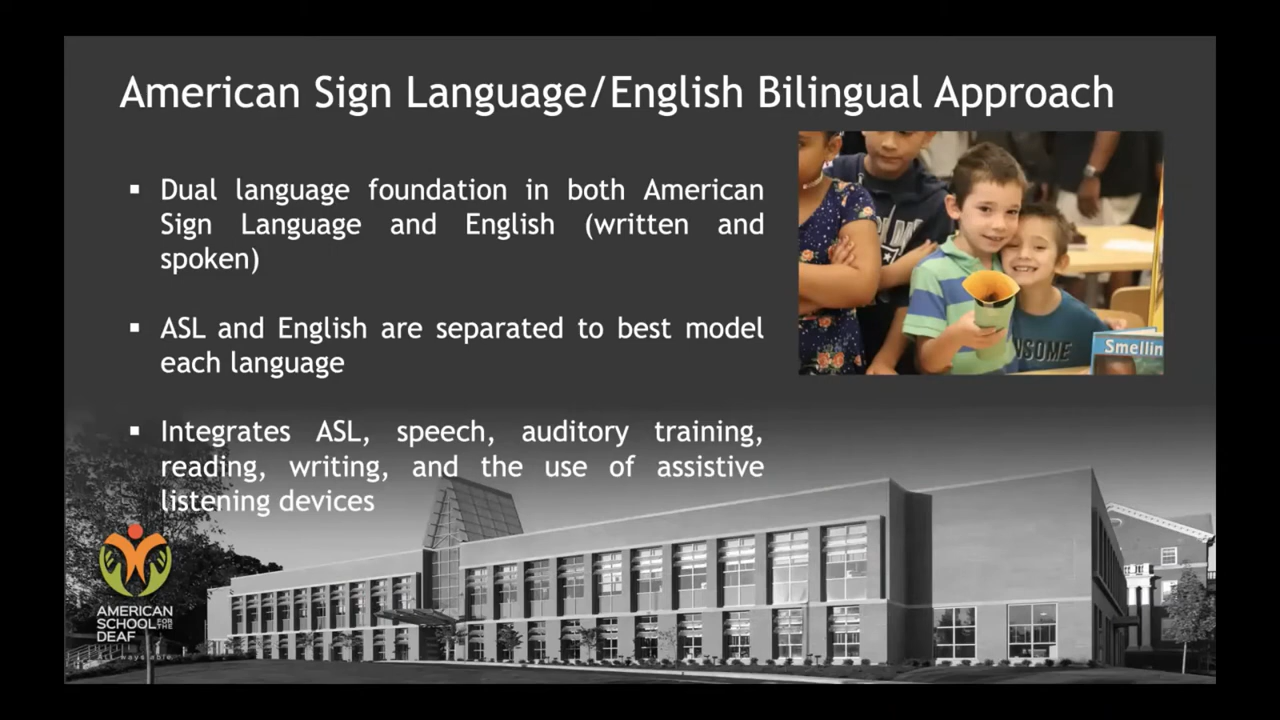 American Sign Language/English Bilingual Approach
▪ Dual language foundation in both American
Sign Language and English (written and
spoken)
▪ ASL and English are separated to best model
each language
▪ Integrates ASL, speech, auditory training,
reading, writing, and the use of assistive
listening devices
Smellin
AMERICAN
SCHOOL FOR THE
DEAF